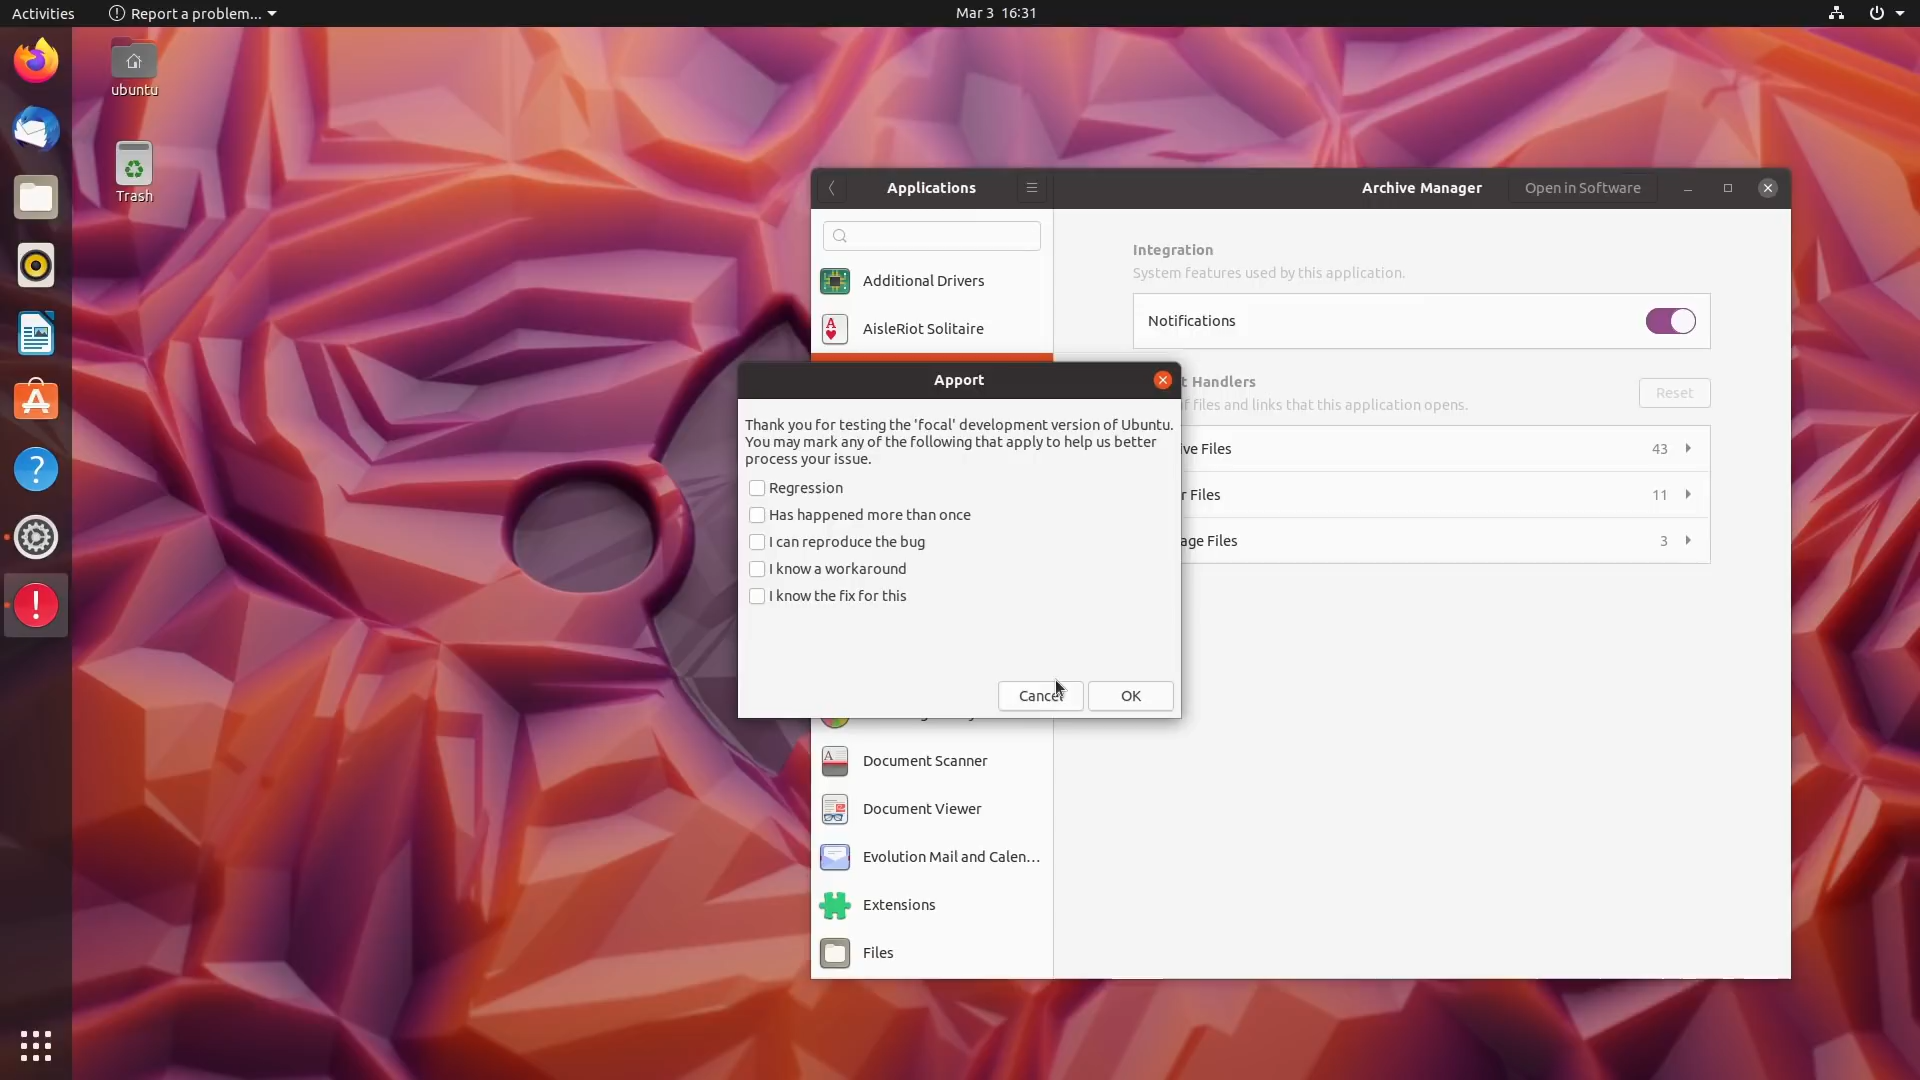 Activities
Report a problem...
Mar 3 16:31
ubuntu
Trash
Applications
Archive Manager
Open in Software
Additional Drivers
AisleRiot Solitaire
Integration
System features used by this application.
Notifications
Handlers
files and links that this application opens.
Reset
Files
43
Files
11
Files
3
Apport
Thank you for testing the 'focal' development version of Ubuntu.
You may mark any of the following that apply to help us better
process your issue.
Regression
Has happened more than once
I can reproduce the bug
I know a workaround
I know the fix for this
Cancel
OK
Document Scanner
Document Viewer
Evolution Mail and Calen...
Extensions
Files